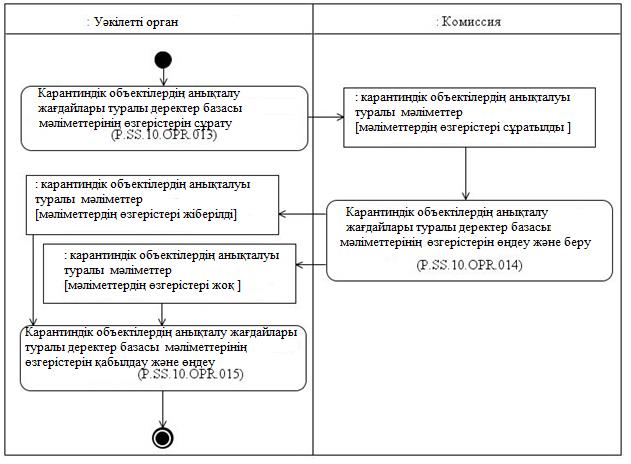 : Уәкілетті орган
: Комиссия
Карантиндік объектілердің анықталу
жағдайлары туралы деректер базасы
мәліметтерінің өзгерістерін сұрату
(P.SS.10.OPR.013)
: карантиндік объектілердің анықталуы
туралы мәліметтер
[мәліметтердің өзгерістері сұратылды ]
: карантиндік объектілердің анықталуы
туралы мәліметтер
[мәліметтердің өзгерістері жіберілді]
Карантиндік объектілердің анықталу
жағдайлары туралы деректер базасы
мәліметтерінің өзгерістерін өңдеу және беру
(P.SS.10.OPR.014)
: карантиндік объектілердің анықталуы
туралы мәліметтер
[мәліметтердің өзгерістері жоқ ]
Карантиндік объектілердің анықталу жағдайлары
туралы деректер базасы мәліметтерінің
өзгерістерін қабылдау және өңдеу
(P.SS.10.OPR.015)